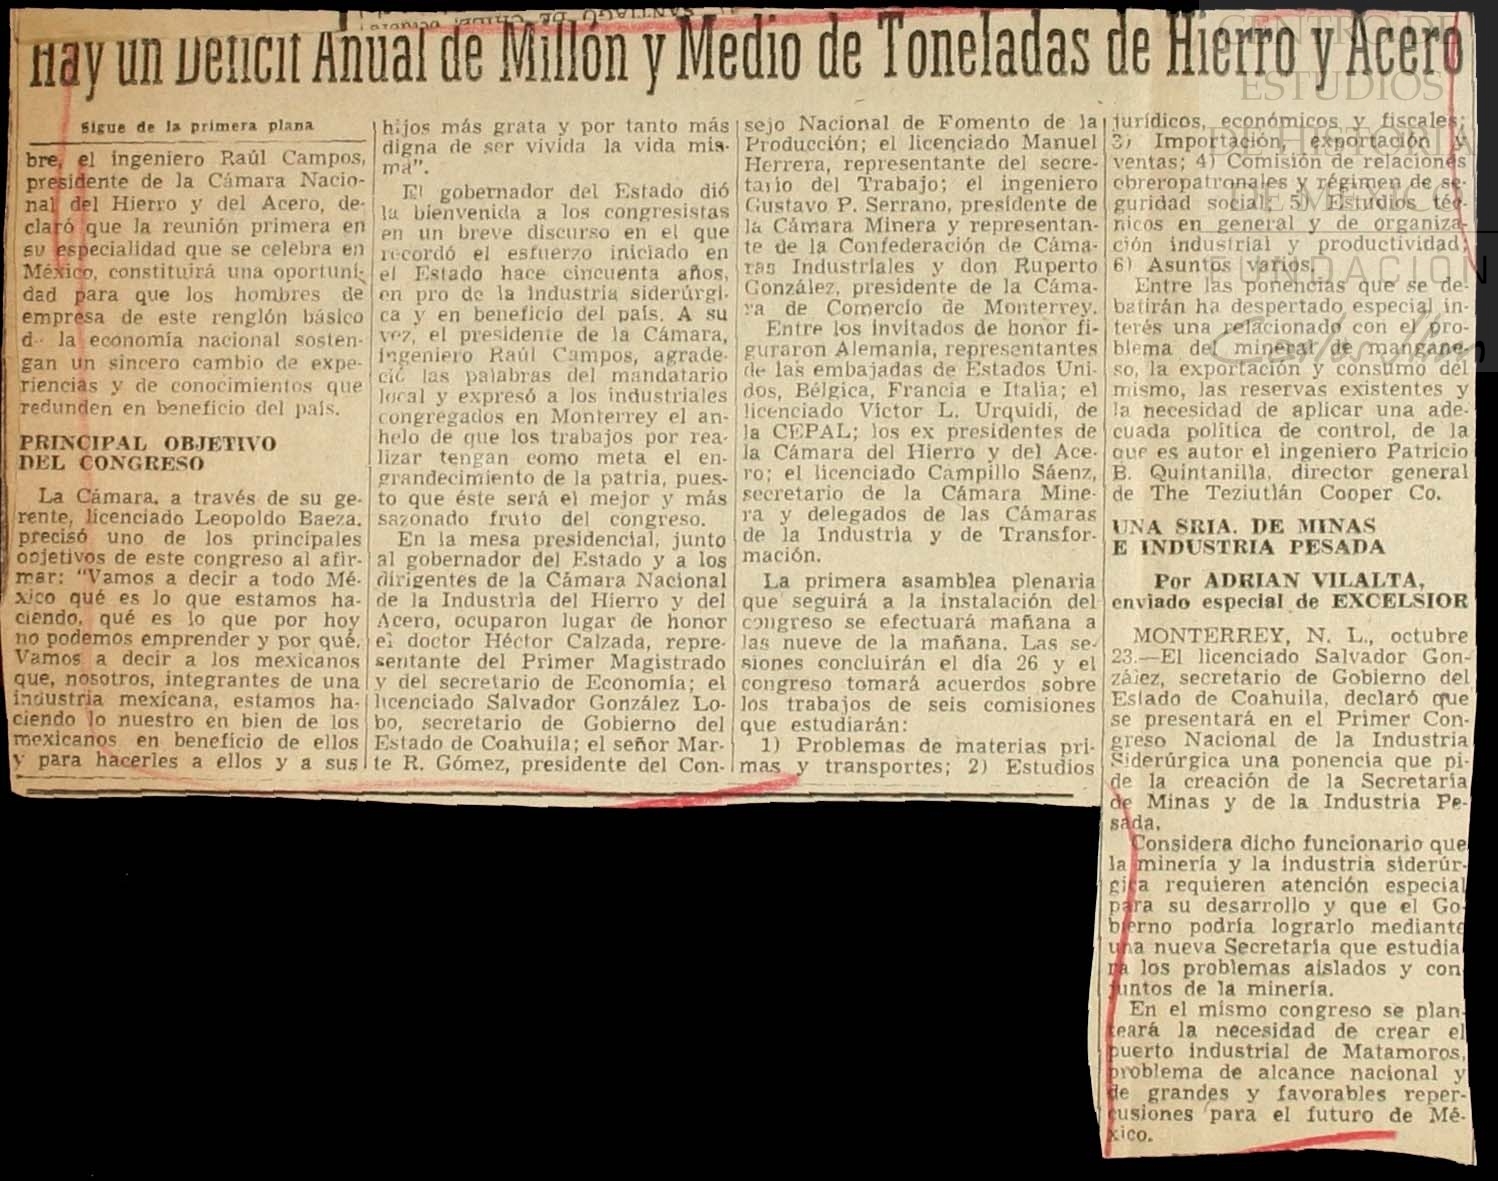 Hay un Déficit Anual de Millón y Medio de Toneladas de Hierro y Acero
Sigue de la primera plana
bre, el ingeniero Raúl Campos,
presidente de la Cámara Nacio-
nal del Hierro y del Acero, de-
claró que la reunión primera en
su especialidad que se celebra en
México, constituirá una oportuni-
dad para que los hombres de
empresa de este renglón básico
d la economía nacional sosten-
gan un sincero cambio de expe-
riencias y de conocimientos que
redunden en beneficio del país.
PRINCIPAL OBJETIVO
DEL CONGRESO
La Cámara, a través de su ge-
rente, licenciado Leopoldo Baeza,
precisó uno de los principales
objetivos de este congreso al afir-
mar: "Vamos a decir a todo Mé-
xico qué es lo que estamos ha-
ciendo, qué es lo que por hoy
no podemos emprender y por qué.
Vamos a decir a los mexicanos
que, nosotros, integrantes de una
industria mexicana, estamos ha-
ciendo lo nuestro en bien de los
mexicanos en beneficio de ellos
y para hacerles a ellos y a sus
hijos más grata y por tanto más
digna de ser vivida la vida mis-
ma".
El gobernador del Estado dió
la bienvenida a los congresistas
en un breve discurso en el que
recordó el esfuerzo iniciado en
el Estado hace cincuenta años,
en pro de la industria siderúrgi-
ca y en beneficio del país. A su
vez, el presidente de la Cámara,
ingeniero Raúl Campos, agrade-
ció las palabras del mandatario
local y expresó a los industriales
congregados en Monterrey el an-
helo de que los trabajos por rea-
lizar tengan como meta el en-
grandecimiento de la patria, pues-
to que éste será el mejor y más
sazonado fruto del congreso.
En la mesa presidencial, junto
al gobernador del Estado y a los
dirigentes de la Cámara Nacional
de la Industria del Hierro y del
Acero, ocuparon lugar de honor
el doctor Héctor Calzada, repre-
sentante del Primer Magistrado
y del secretario de Economía; el
licenciado Salvador González Lo-
bo, secretario de Gobierno del
Estado de Coahuila; el señor Mar-
te R. Gómez, presidente del Con-
sejo Nacional de Fomento de la
Producción; el licenciado Manuel
Herrera, representante del secre-
tario del Trabajo; el ingeniero
Gustavo P. Serrano, presidente de
la Cámara Minera y representan-
te de la Confederación de Cáma-
ras Industriales y don Ruperto
González, presidente de la Cáma-
ra de Comercio de Monterrey.
Entre los invitados de honor fi-
guraron Alemania, representantes
de las embajadas de Estados Uni-
dos, Bélgica, Francia e Italia; el
licenciado Víctor L. Urquidi, de
la CEPAL; los ex presidentes de
la Cámara del Hierro y del Ace-
ro; el licenciado Campillo Sáenz,
secretario de la Cámara Mine-
ra y delegados de las Cámaras
de la Industria y de Transfor-
mación.
La primera asamblea plenaria
que seguirá a la instalación del
congreso se efectuará mañana a
las nueve de la mañana. Las se-
siones concluirán el día 26 y el
congreso tomará acuerdos sobre
los trabajos de seis comisiones
que estudiarán:
1) Problemas de materias pri-
mas y transportes; 2) Estudios
jurídicos, económicos y fiscales;
3) Importación, exportación y
ventas; 4) Comisión de relaciones
obreropatronales y régimen de se-
guridad social; 5) Estudios téc-
nicos en general y de organiza-
ción industrial y productividad;
6) Asuntos varios.
Entre las ponencias que se de-
batirán ha despertado especial in-
terés una relacionado con el pro-
blema del mineral de mangane-
so, la exportación y consumo del
mismo, las reservas existentes y
la necesidad de aplicar una ade-
cuada política de control, de la
que es autor el ingeniero Patricio
B. Quintanilla, director general
de The Teziutlán Cooper Co.
UNA SRIA. DE MINAS
E INDUSTRIA PESADA
Por ADRIAN VILALTA,
enviado especial de EXCELSIOR
MONTERREY, N. L., octubre
23.—El licenciado Salvador Gon-
zález, secretario de Gobierno del
Estado de Coahuila, declaró que
se presentará en el Primer Con-
greso Nacional de la Industria
Siderúrgica una ponencia que pi-
de la creación de la Secretaría
de Minas y de la Industria Pe-
sada.
Considera dicho funcionario que
la minería y la industria siderúr-
gica requieren atención especial
para su desarrollo y que el Go-
bierno podría lograrlo mediante
una nueva Secretaría que estudia-
ra los problemas aislados y con-
juntos de la minería.
En el mismo congreso se plan-
teará la necesidad de crear el
puerto industrial de Matamoros,
problema de alcance nacional y
de grandes y favorables reper-
cusiones para el futuro de Mé-
xico.
CENTRO DE
ESTUDIOS
DE HISTORIA
DE MÉXICO
FUNDACIÓN
Carlos Slim